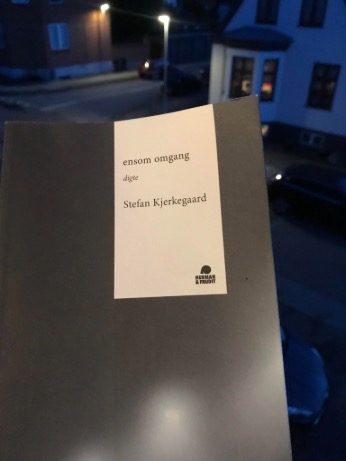 ensom omgang
digte
Stefan Kjerkegaard
HERMAN
& FRUDIT